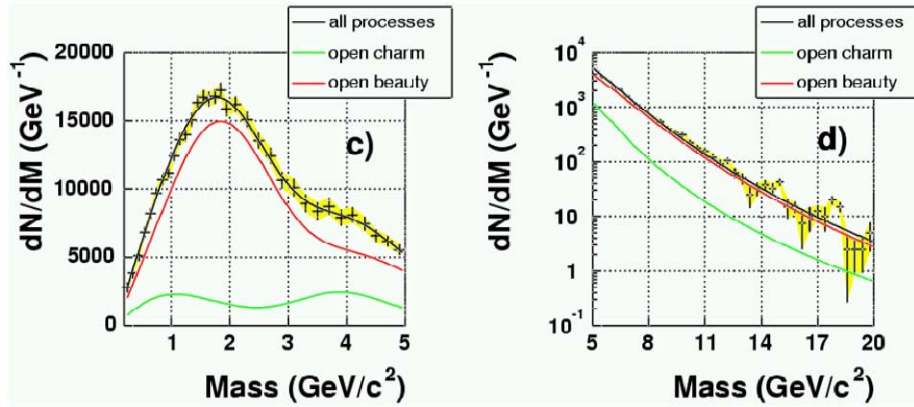 all processes
open charm
open beauty
dN/dM (GeV⁻¹)
20000
15000
10000
5000
0
c)
1 2 3 4 5
Mass (GeV/c²)
all processes
open charm
open beauty
dN/dM (GeV⁻¹)
10⁴
10³
10²
10
1
10⁻¹
d)
5 8 11 14 17 20
Mass (GeV/c²)